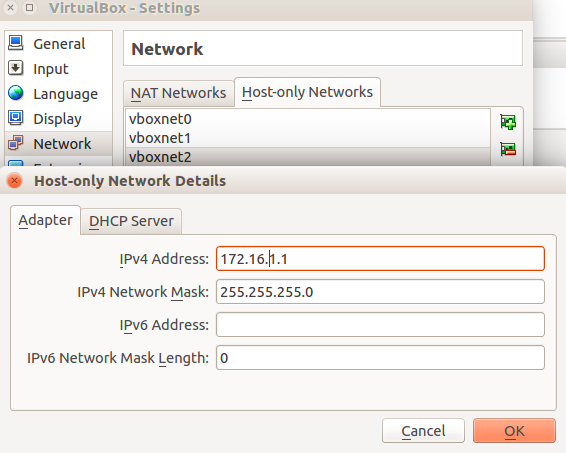 VirtualBox - Settings
General
Input
Language
Display
Network
Network
NAT Networks
Host-only Networks
vboxnet0
vboxnet1
vboxnet2
Host-only Network Details
Adapter
DHCP Server
IPv4 Address: 172.16.1.1
IPv4 Network Mask: 255.255.255.0
IPv6 Address:
IPv6 Network Mask Length: 0
Cancel
OK